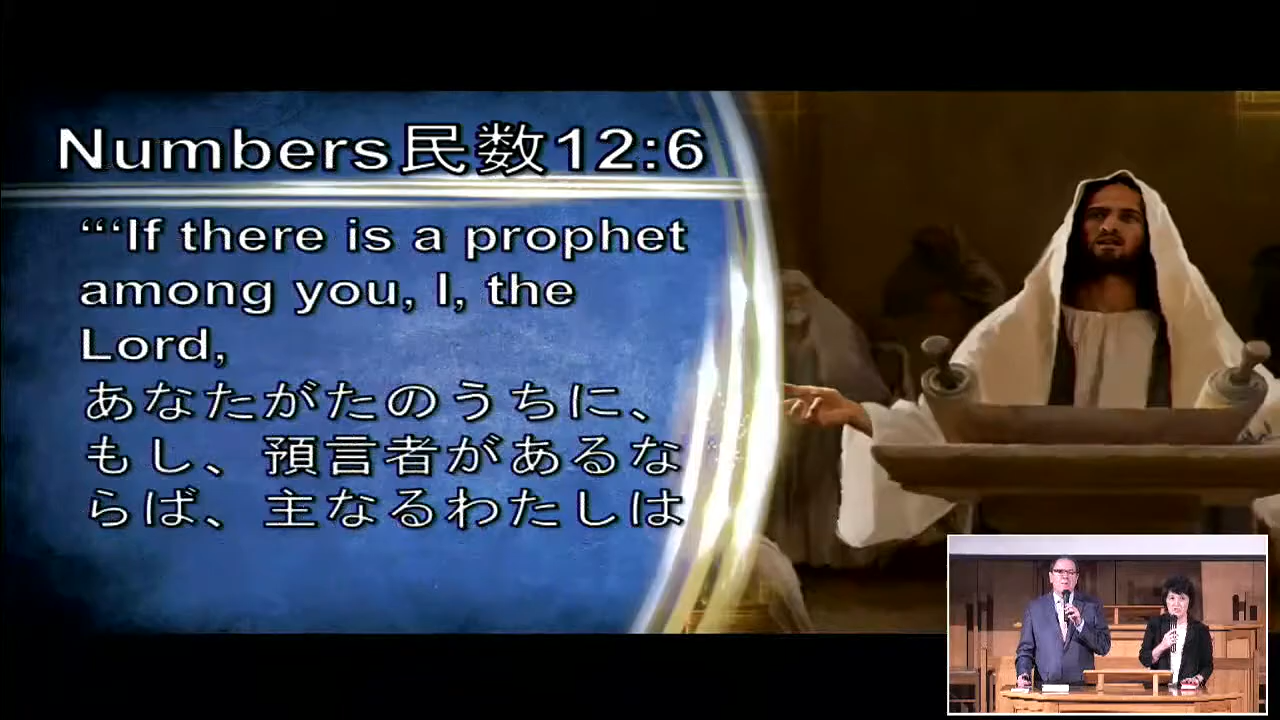 Numbers民数12:6
“‘If there is a prophet
among you, I, the
Lord,
あなたがたのうちに、
もし、預言者があるな
らば、主なるわたしは